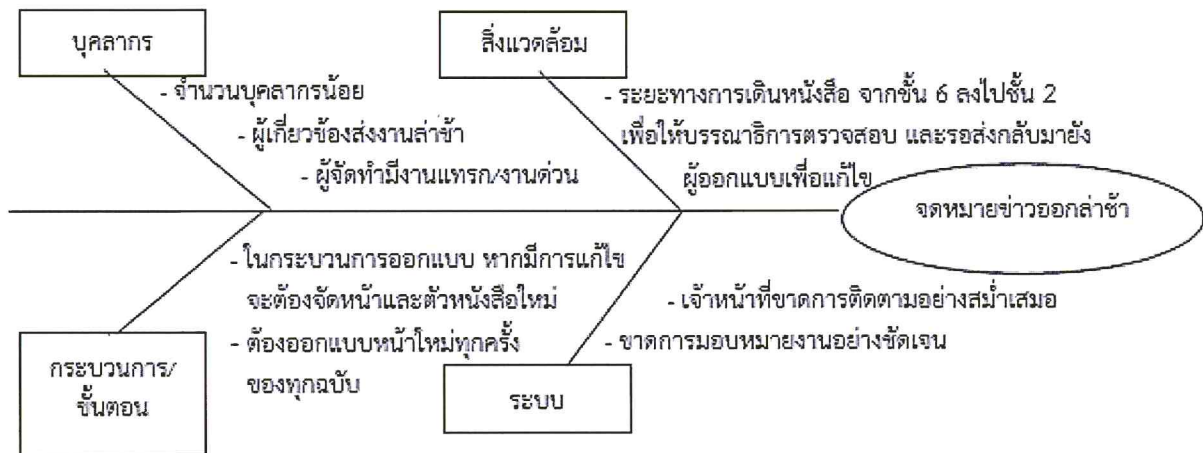 บุคลากร
- จำนวนบุคลากรน้อย
- ผู้เกี่ยวข้องส่งงานล่าช้า
- ผู้จัดทำมีงานแทรก/งานด่วน
สิ่งแวดล้อม
- ระยะทางการเดินหนังสือ จากชั้น 6 ลงไปชั้น 2
เพื่อให้บรรณาธิการตรวจสอบ และรอส่งกลับมายัง
ผู้ออกแบบเพื่อแก้ไข
จดหมายข่าวออกล่าช้า
- ในกระบวนการออกแบบ หากมีการแก้ไข
จะต้องจัดหน้าและตัวหนังสือใหม่
- ต้องออกแบบหน้าใหม่ทุกครั้ง
ของทุกฉบับ
กระบวนการ/
ขั้นตอน
- เจ้าหน้าที่ขาดการติดตามอย่างสม่ำเสมอ
- ขาดการมอบหมายงานอย่างชัดเจน
ระบบ